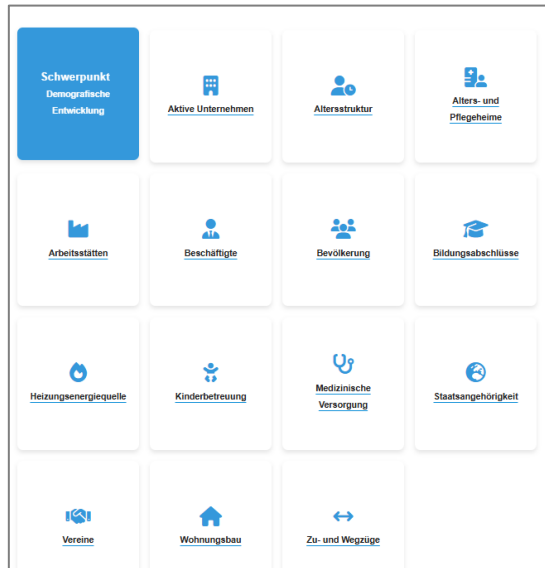 Schwerpunkt
Demografische
Entwicklung
Aktive Unternehmen
Altersstruktur
Alters- und
Pflegeheime
Arbeitsstätten
Beschäftigte
Bevölkerung
Bildungsabschlüsse
Heizungsenergiequelle
Kinderbetreuung
Medizinische
Versorgung
Staatsangehörigkeit
Vereine
Wohnungsbau
Zu- und Wegzüge